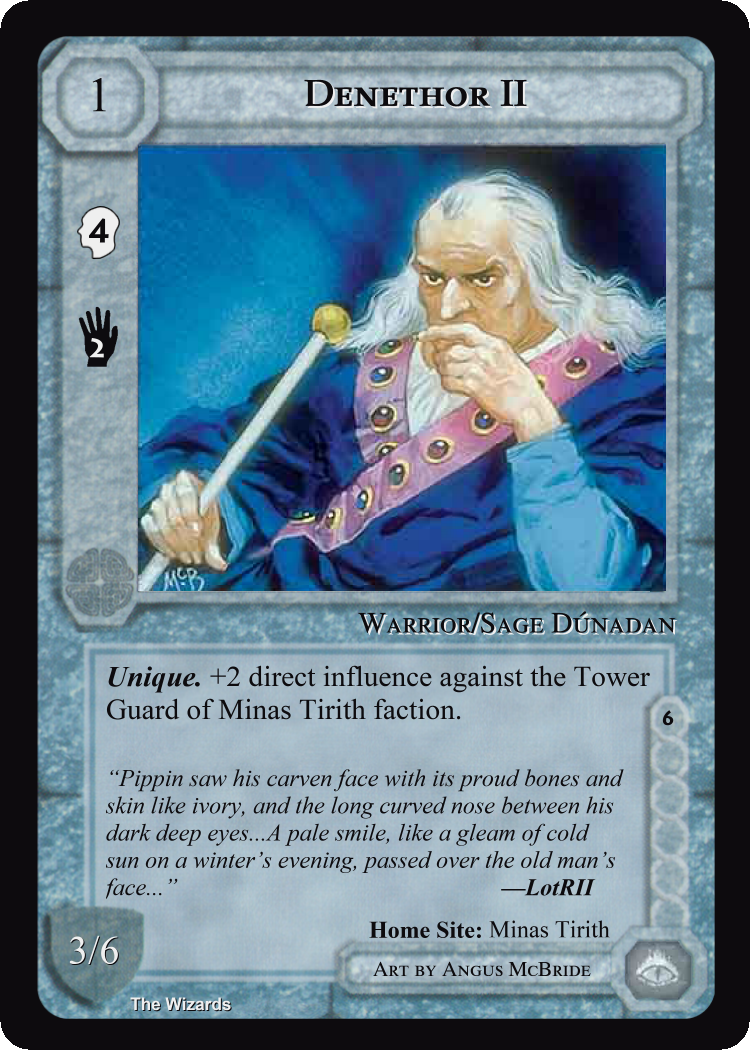 1
Denethor II
4
2
McB
Warrior/Sage Dúnadan
Unique. +2 direct influence against the Tower
Guard of Minas Tirith faction.
6
“Pippin saw his carven face with its proud bones and
skin like ivory, and the long curved nose between his
dark deep eyes...A pale smile, like a gleam of cold
sun on a winter’s evening, passed over the old man’s
face...” —LotRII
Home Site: Minas Tirith
3/6
Art by Angus McBride
The Wizards